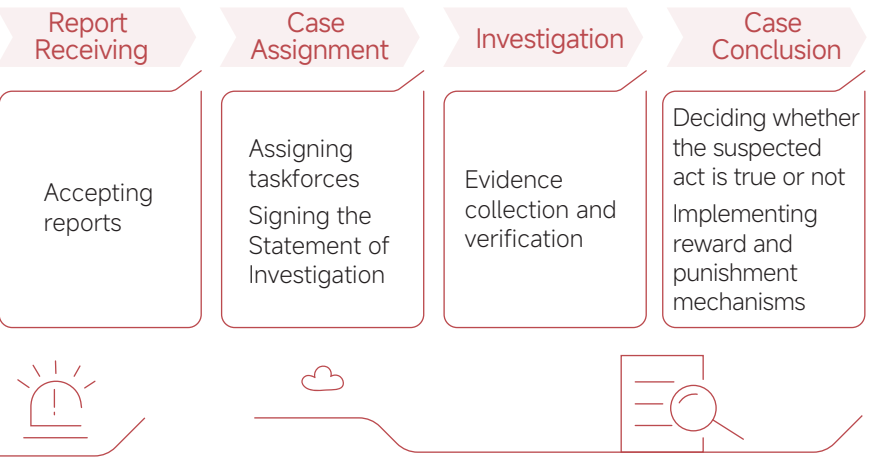 Report
Receiving
Case
Assignment
Investigation
Case
Conclusion
Accepting
reports
Assigning
taskforces
Signing the
Statement of
Investigation
Evidence
collection and
verification
Deciding whether
the suspected
act is true or not
Implementing
reward and
punishment
mechanisms